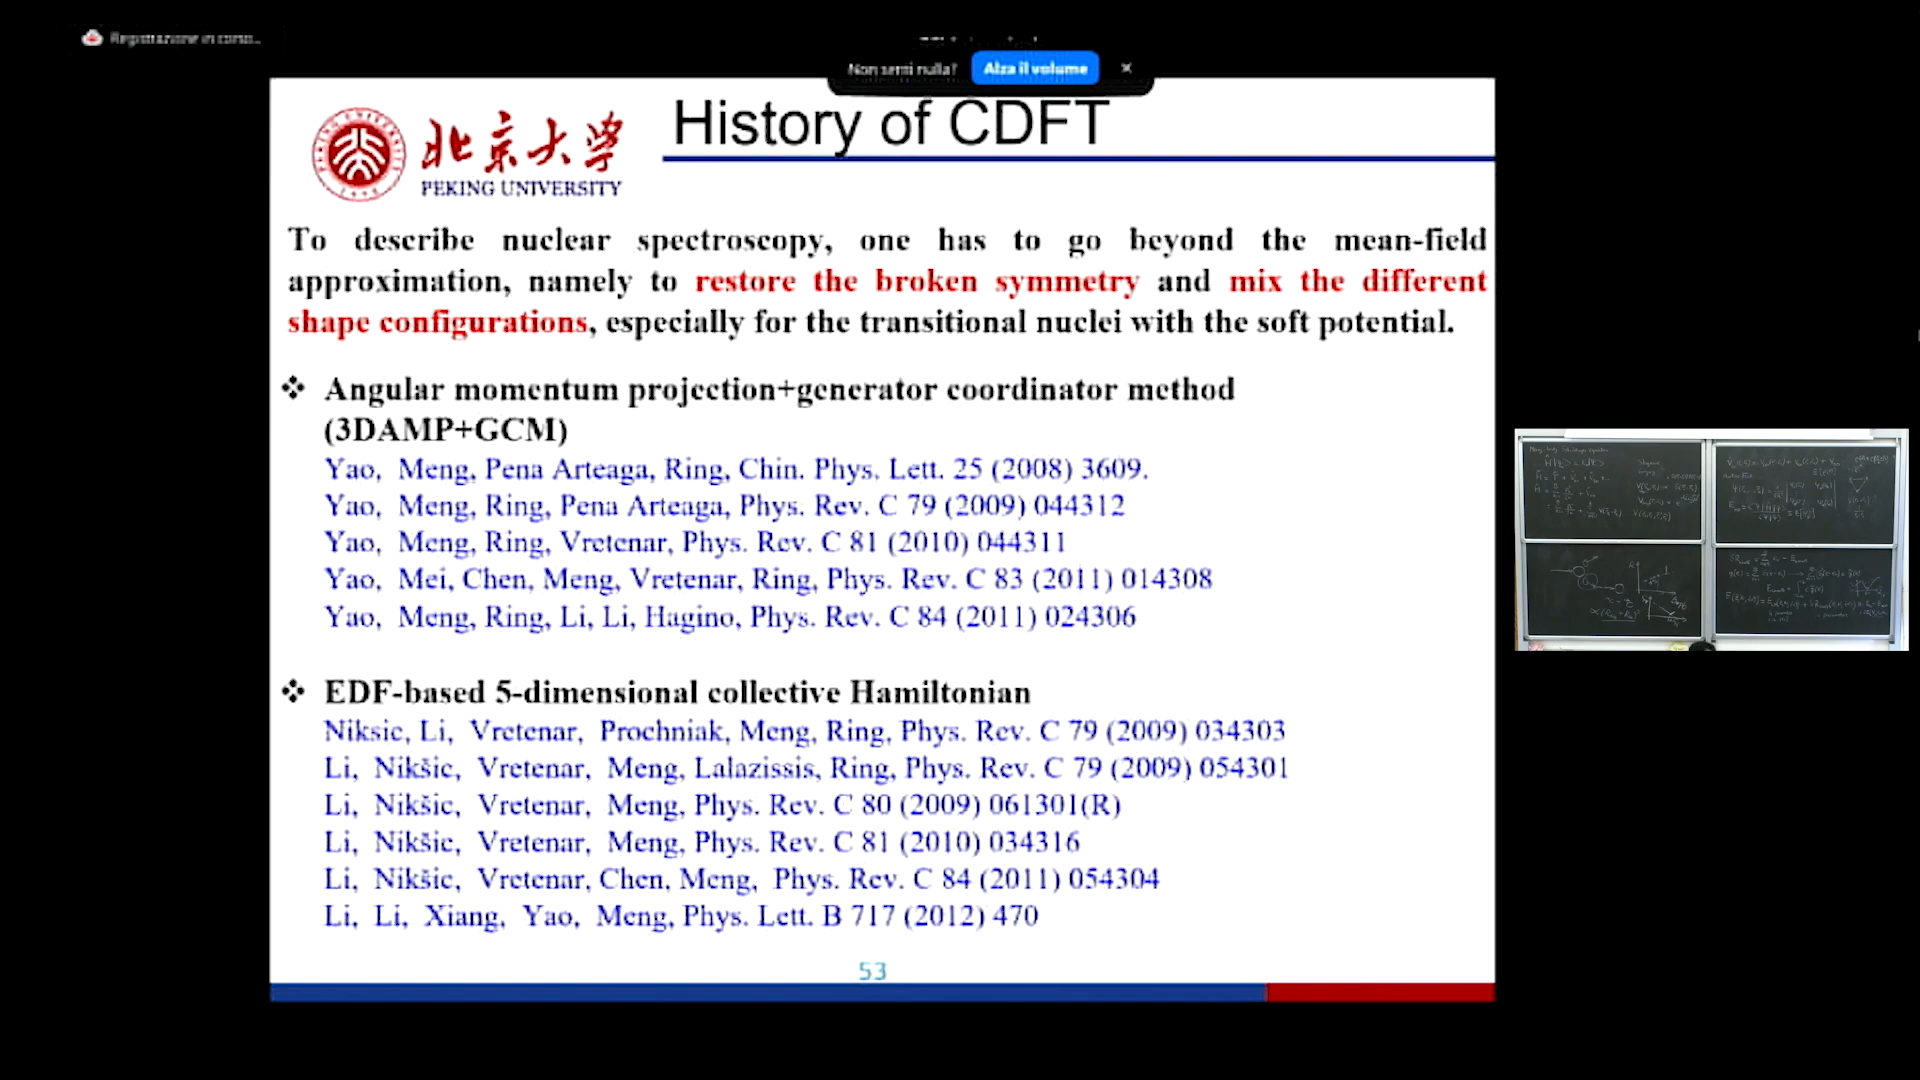 Registrazione in corso...
Non senti nulla? Alza il volume
History of CDFT
北京大学
PEKING UNIVERSITY
To describe nuclear spectroscopy, one has to go beyond the mean-field
approximation, namely to restore the broken symmetry and mix the different
shape configurations, especially for the transitional nuclei with the soft potential.
❖ Angular momentum projection+generator coordinator method
(3DAMP+GCM)
Yao, Meng, Pena Arteaga, Ring, Chin. Phys. Lett. 25 (2008) 3609.
Yao, Meng, Ring, Pena Arteaga, Phys. Rev. C 79 (2009) 044312
Yao, Meng, Ring, Vretenar, Phys. Rev. C 81 (2010) 044311
Yao, Mei, Chen, Meng, Vretenar, Ring, Phys. Rev. C 83 (2011) 014308
Yao, Meng, Ring, Li, Li, Hagino, Phys. Rev. C 84 (2011) 024306
❖ EDF-based 5-dimensional collective Hamiltonian
Niksic, Li, Vretenar, Prochniak, Meng, Ring, Phys. Rev. C 79 (2009) 034303
Li, Nikšic, Vretenar, Meng, Lalazissis, Ring, Phys. Rev. C 79 (2009) 054301
Li, Nikšic, Vretenar, Meng, Phys. Rev. C 80 (2009) 061301(R)
Li, Nikšic, Vretenar, Meng, Phys. Rev. C 81 (2010) 034316
Li, Nikšic, Vretenar, Chen, Meng, Phys. Rev. C 84 (2011) 054304
Li, Li, Xiang, Yao, Meng, Phys. Lett. B 717 (2012) 470
53